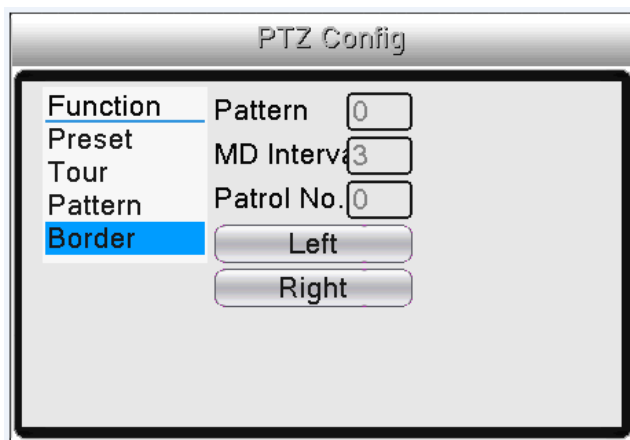 PTZ Config
Function
Preset
Tour
Pattern
Border
Pattern 0
MD Interva 3
Patrol No. 0
Left
Right